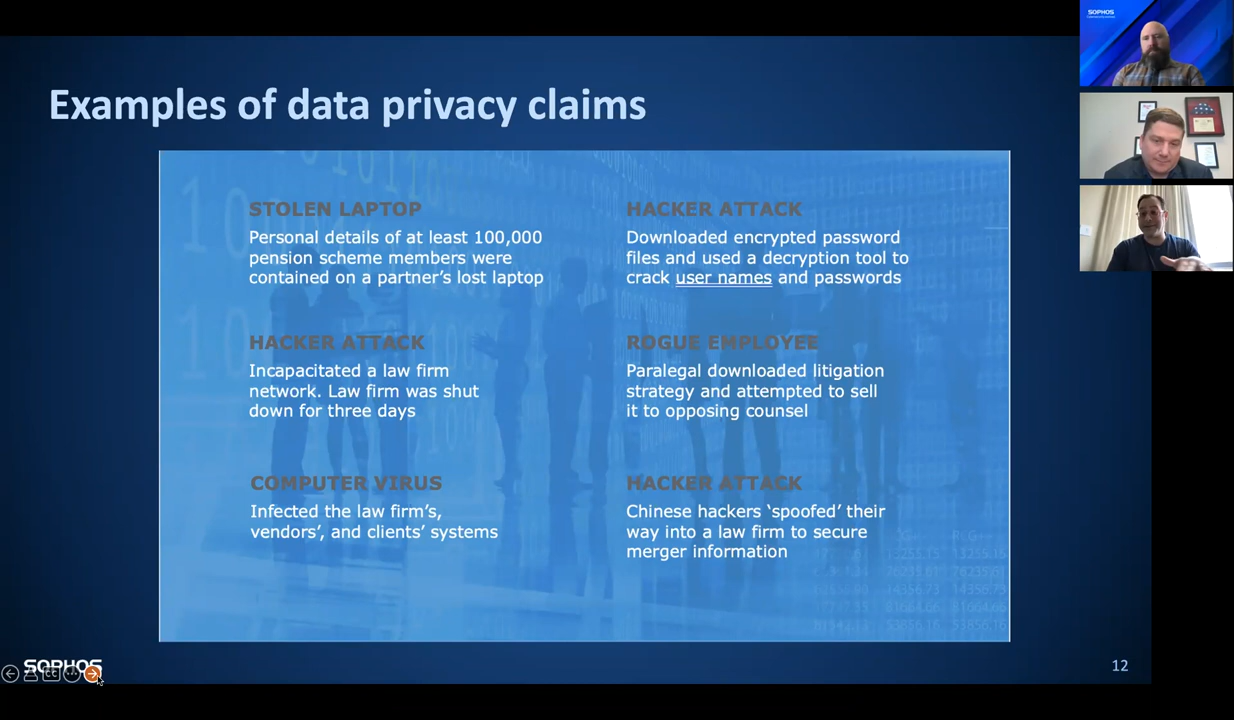 SOPHOS
Examples of data privacy claims
STOLEN LAPTOP
Personal details of at least 100,000
pension scheme members were
contained on a partner’s lost laptop
HACKER ATTACK
Downloaded encrypted password
files and used a decryption tool to
crack user names and passwords
HACKER ATTACK
Incapacitated a law firm
network. Law firm was shut
down for three days
ROGUE EMPLOYEE
Paralegal downloaded litigation
strategy and attempted to sell
it to opposing counsel
COMPUTER VIRUS
Infected the law firm’s,
vendors’, and clients’ systems
HACKER ATTACK
Chinese hackers ‘spoofed’ their
way into a law firm to secure
merger information
SOPHOS
12